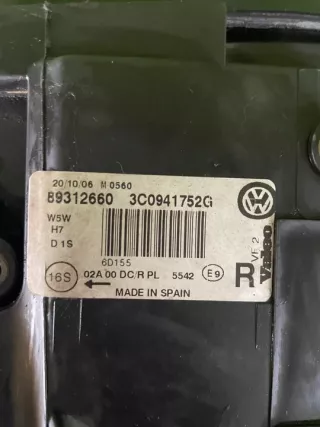 20/10/06 M 0560
89312660 3C0941752G
W5W
H7
D1S
6D155
16S
02A 00 DC/R PL 5542 E9
MADE IN SPAIN
R
Valeo